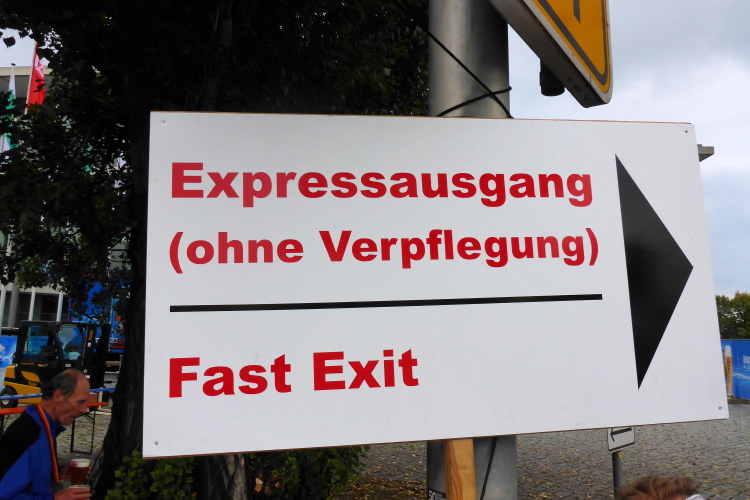 Expressausgang
(ohne Verpflegung)
Fast Exit